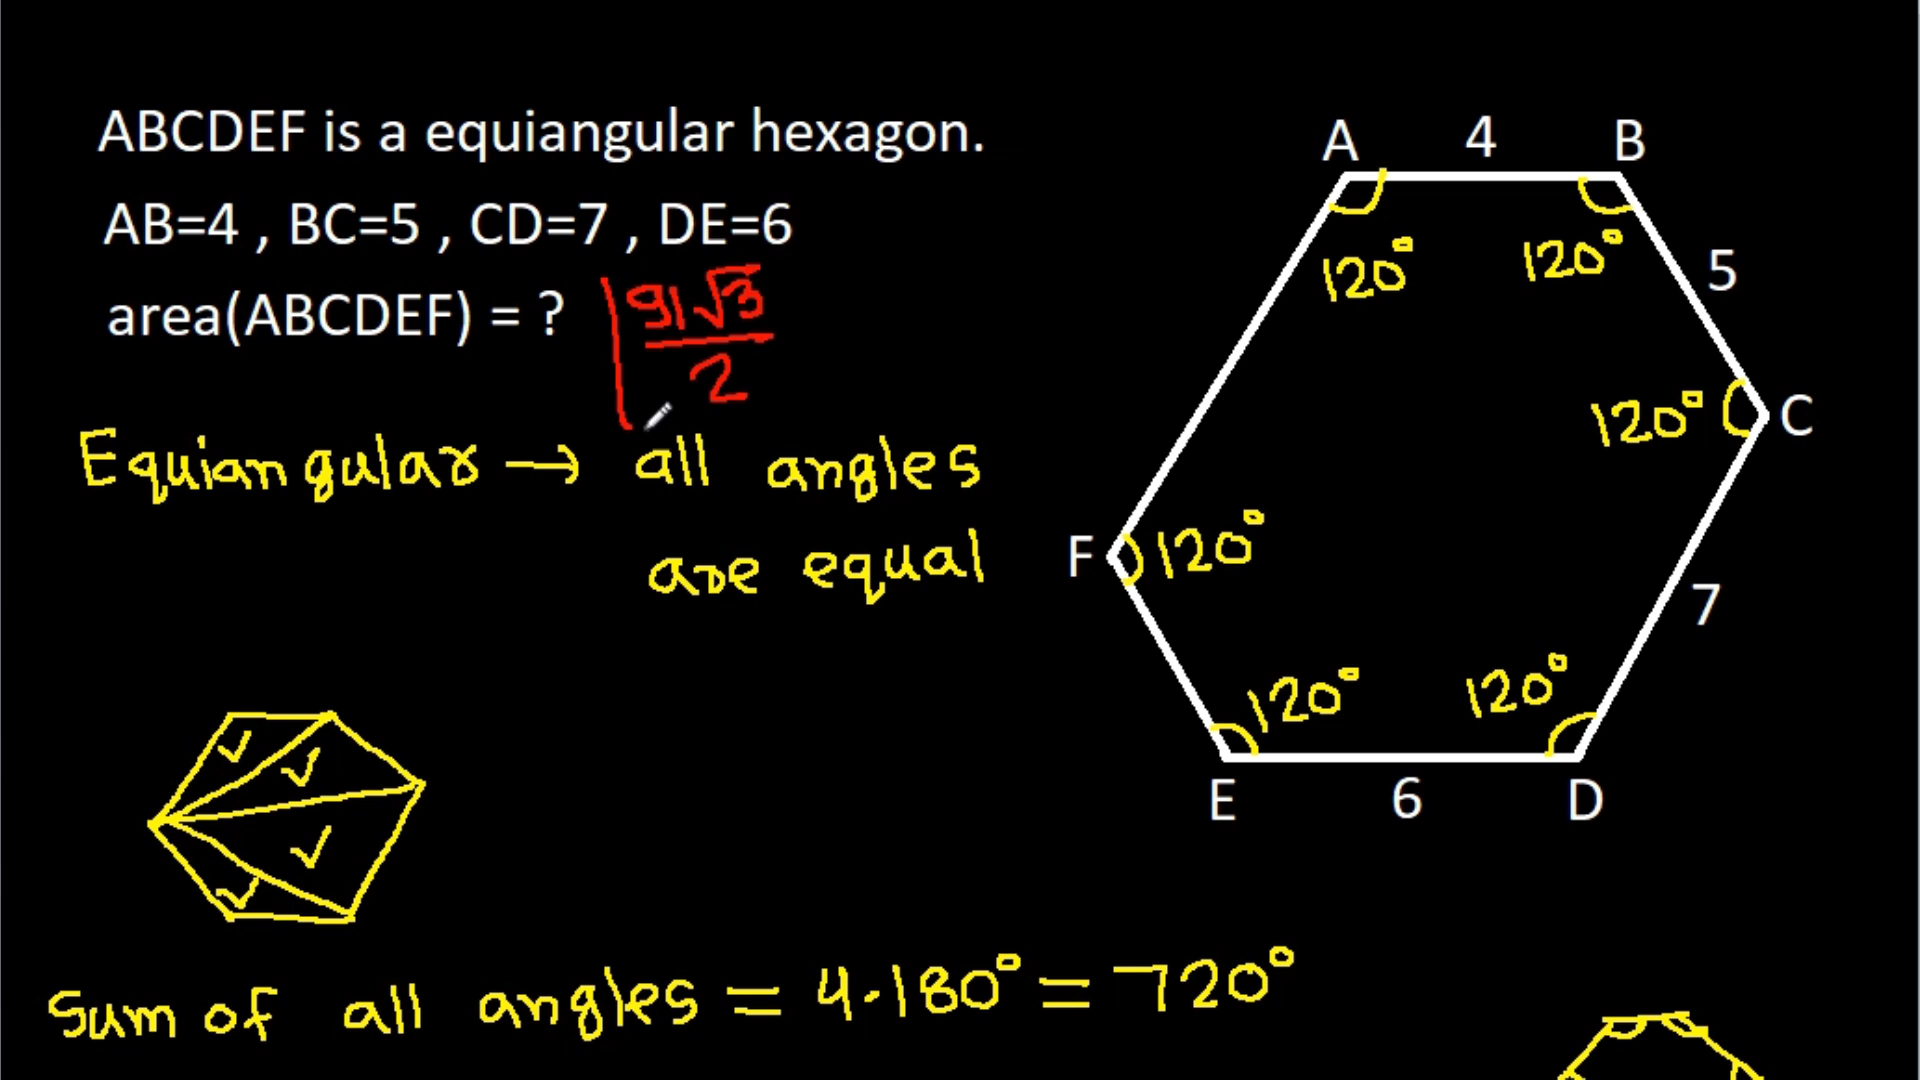 ABCDEF is a equiangular hexagon.
AB=4 , BC=5 , CD=7 , DE=6
area(ABCDEF) = ? 91√3/2
Equiangular → all angles
are equal
A 4 B
120° 120° 5
120° C
F 120°
7
120° 120°
E 6 D
Sum of all angles = 4·180° = 720°